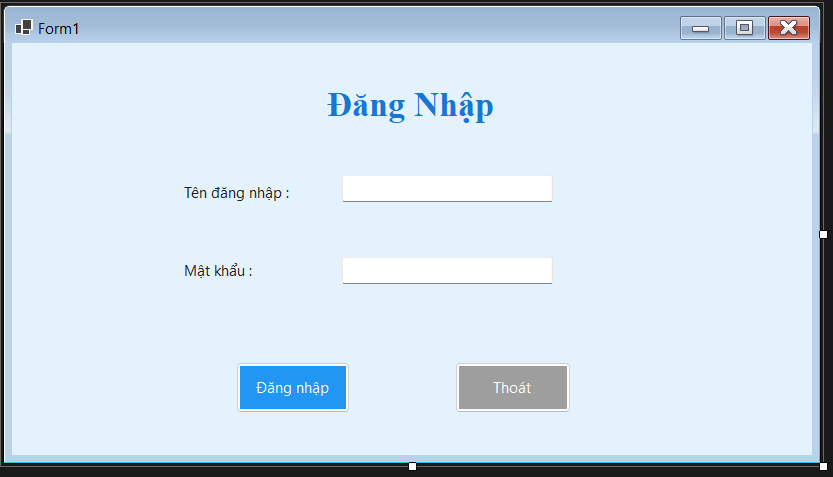 Form1
Đăng Nhập
Tên đăng nhập :
Mật khẩu :
Đăng nhập
Thoát